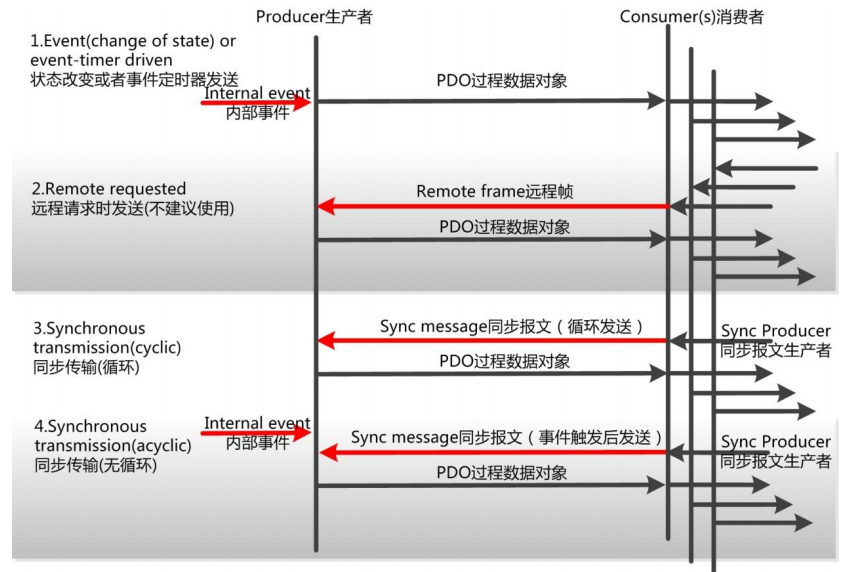 Producer生产者
Consumer(s)消费者
1.Event(change of state) or
event-timer driven
状态改变或者事件定时器发送
Internal event
内部事件
PDO过程数据对象
2.Remote requested
远程请求时发送(不建议使用)
Remote frame远程帧
PDO过程数据对象
3.Synchronous
transmission(cyclic)
同步传输(循环)
Sync message同步报文（循环发送）
Sync Producer
同步报文生产者
PDO过程数据对象
4.Synchronous
transmission(acyclic)
同步传输(无循环)
Internal event
内部事件
Sync message同步报文（事件触发后发送）
Sync Producer
同步报文生产者
PDO过程数据对象